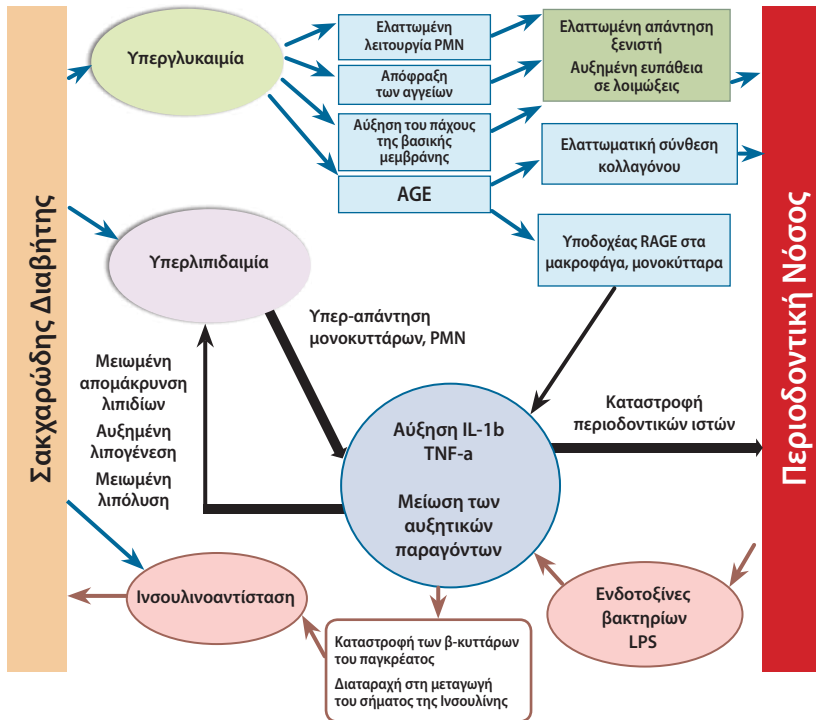 Σακχαρώδης Διαβήτης
Υπεργλυκαιμία
Ελαττωμένη
λειτουργία PMN
Απόφραξη
των αγγείων
Αύξηση του πάχους
της βασικής
μεμβράνης
AGE
Ελαττωμένη απάντηση
ξενιστή
Αυξημένη ευπάθεια
σε λοιμώξεις
Ελαττωματική σύνθεση
κολλαγόνου
Υποδοχέας RAGE στα
μακροφάγα, μονοκύτταρα
Υπερλιπιδαιμία
Υπερ-απάντηση
μονοκυττάρων, PMN
Μειωμένη
απομάκρυνση
λιπιδίων
Αυξημένη
λιπογένεση
Μειωμένη
λιπόλυση
Αύξηση IL-1b
TNF-a
Μείωση των
αυξητικών
παραγόντων
Καταστροφή
περιοδοντικών ιστών
Ινσουλινοαντίσταση
Καταστροφή των β-κυττάρων
του παγκρέατος
Διαταραχή στη μεταγωγή
του σήματος της Ινσουλίνης
Ενδοτοξίνες
βακτηρίων
LPS
Περιοδοντική Νόσος